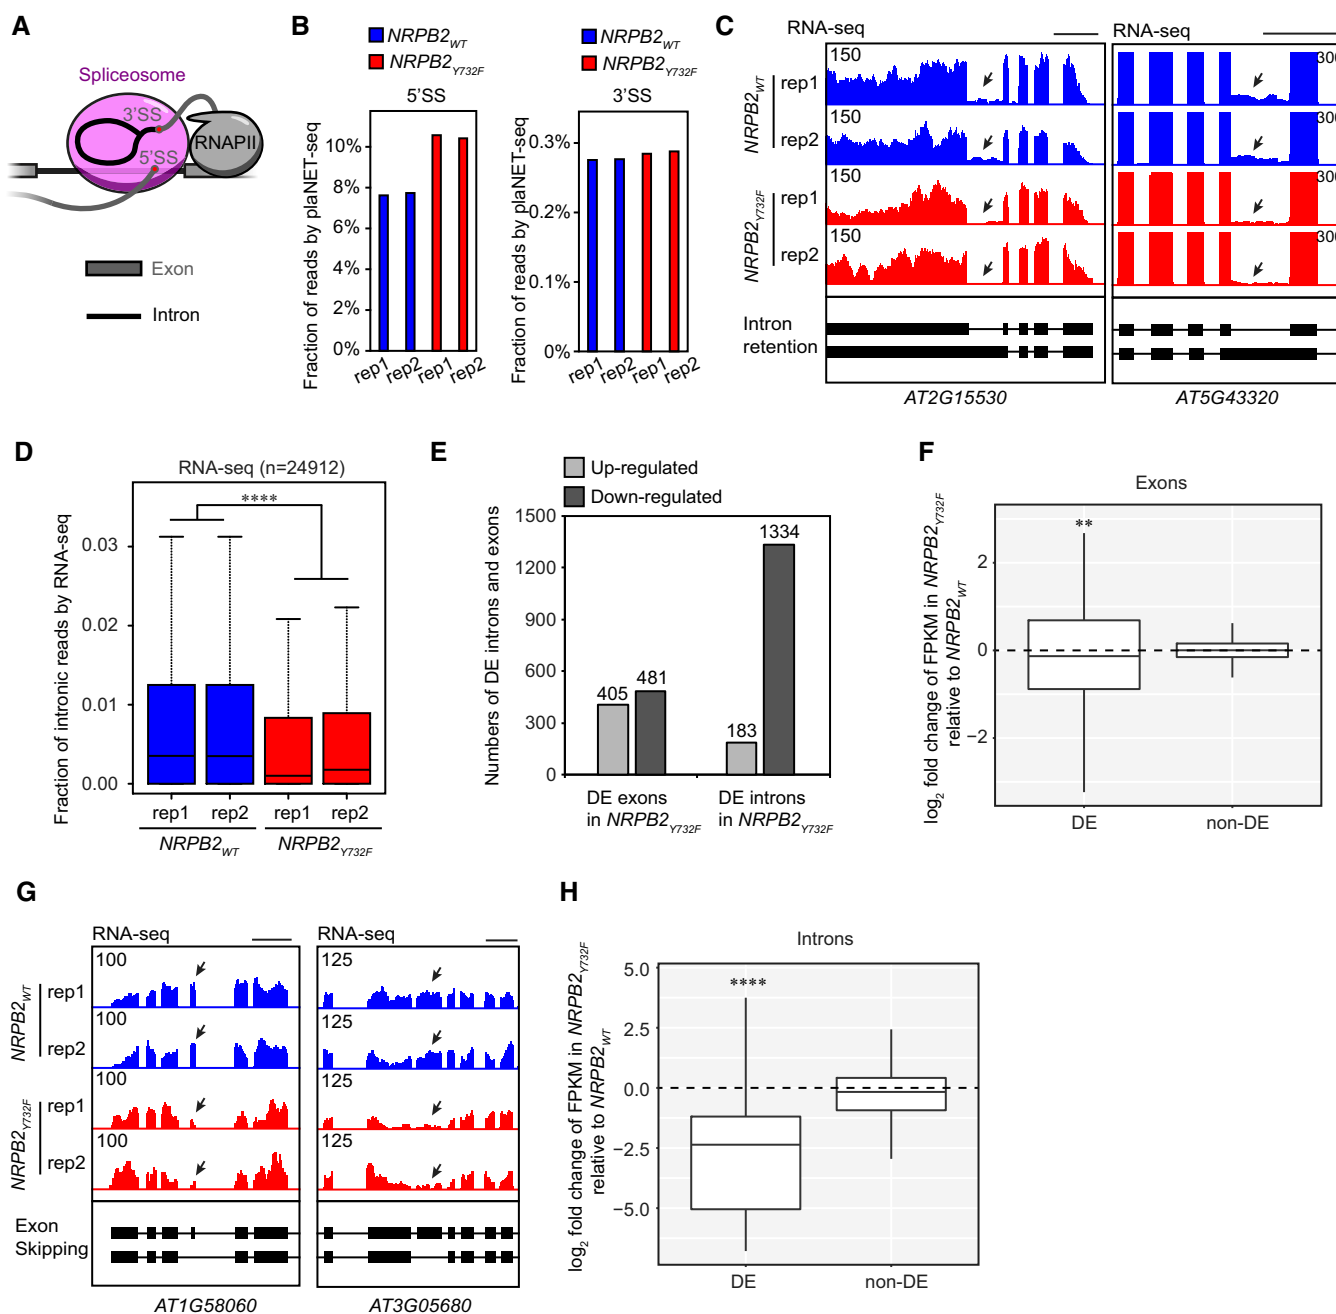 A
Spliceosome
3'SS
5'SS
RNAPII
Exon
Intron
B
NRPB2WT
NRPB2Y732F
5'SS
Fraction of reads by plaNET-seq
10%
8%
6%
4%
2%
0%
rep1
rep2
rep1
rep2
NRPB2WT
NRPB2Y732F
3'SS
Fraction of reads by plaNET-seq
0.3%
0.2%
0.1%
0%
rep1
rep2
rep1
rep2
C
RNA-seq
RNA-seq
NRPB2WT
rep1
150
300
rep2
150
NRPB2Y732F
rep1
150
300
rep2
150
300
Intron
retention
AT2G15530
AT5G43320
D
RNA-seq (n=24912)
****
Fraction of intronic reads by RNA-seq
0.03
0.02
0.01
0.00
rep1
rep2
rep1
rep2
NRPB2WT
NRPB2Y732F
E
Up-regulated
Down-regulated
Numbers of DE introns and exons
1500
1200
900
600
300
0
405
481
183
1334
DE exons
in NRPB2Y732F
DE introns
in NRPB2Y732F
F
Exons
**
log2 fold change of FPKM in NRPB2Y732F
relative to NRPB2WT
2
0
−2
DE
non-DE
G
RNA-seq
RNA-seq
NRPB2WT
rep1
100
125
rep2
100
125
NRPB2Y732F
rep1
100
125
rep2
100
125
Exon
Skipping
AT1G58060
AT3G05680
H
Introns
****
log2 fold change of FPKM in NRPB2Y732F
relative to NRPB2WT
5.0
2.5
0.0
−2.5
−5.0
DE
non-DE